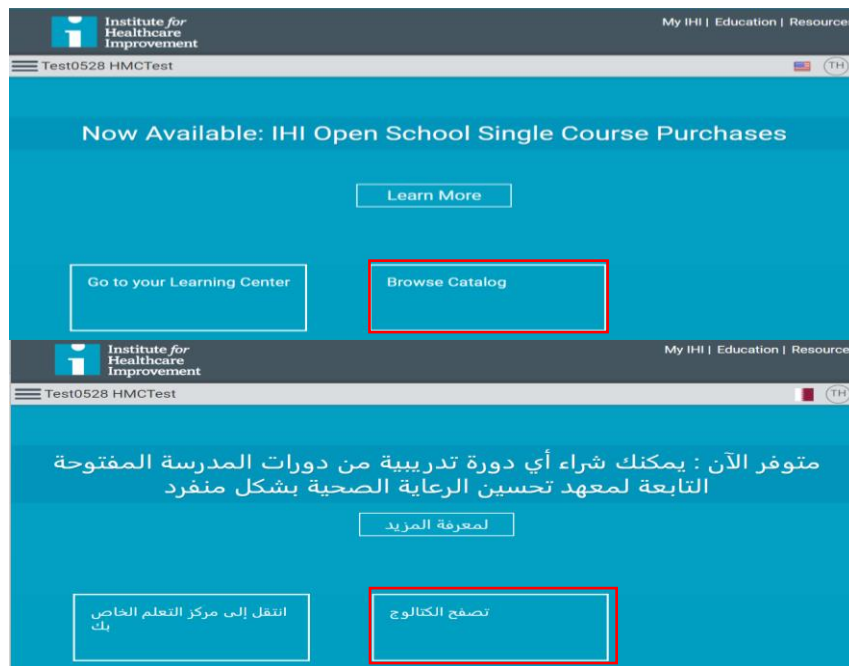 Institute for
Healthcare
Improvement
My IHI | Education | Resource
Test0528 HMCTest
TH
Now Available: IHI Open School Single Course Purchases
Learn More
Go to your Learning Center
Browse Catalog
Institute for
Healthcare
Improvement
My IHI | Education | Resource
Test0528 HMCTest
TH
متوفر الآن : يمكنك شراء أي دورة تدريبية من دورات المدرسة المفتوحة
التابعة لمعهد تحسين الرعاية الصحية بشكل منفرد
لمعرفة المزيد
انتقل إلى مركز التعلم الخاص
بك
تصفح الكتالوج